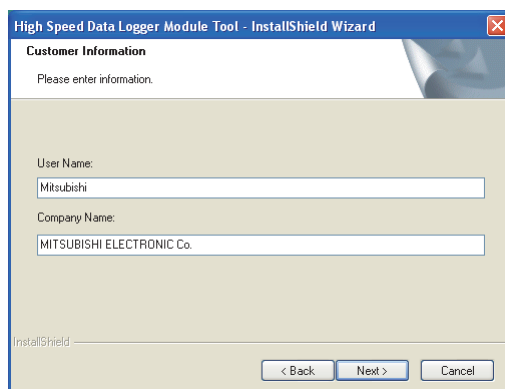 High Speed Data Logger Module Tool - InstallShield Wizard
Customer Information
Please enter information.
User Name:
Mitsubishi
Company Name:
MITSUBISHI ELECTRONIC Co.
InstallShield
< Back
Next >
Cancel